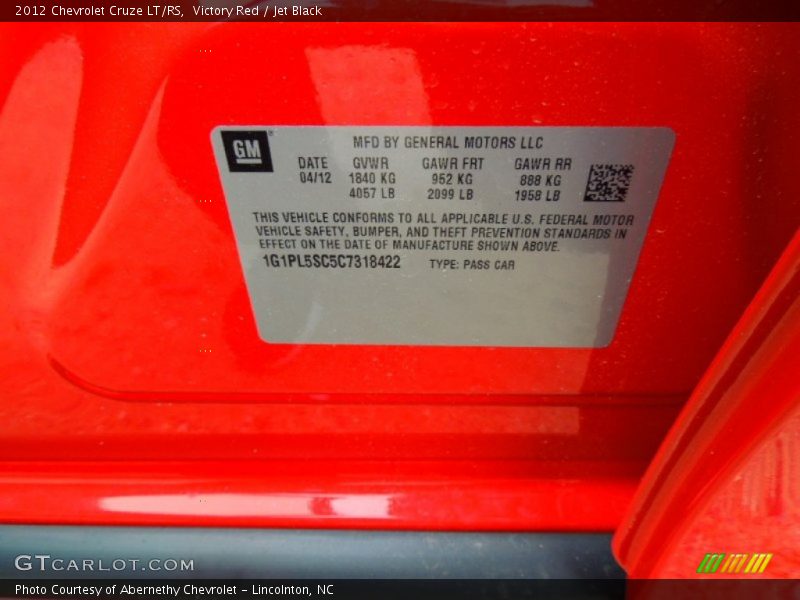 2012 Chevrolet Cruze LT/RS, Victory Red / Jet Black
GM
MFD BY GENERAL MOTORS LLC
DATE GVWR GAWR FRT GAWR RR
04/12 1840 KG 952 KG 888 KG
4057 LB 2099 LB 1958 LB
THIS VEHICLE CONFORMS TO ALL APPLICABLE U.S. FEDERAL MOTOR
VEHICLE SAFETY, BUMPER, AND THEFT PREVENTION STANDARDS IN
EFFECT ON THE DATE OF MANUFACTURE SHOWN ABOVE.
1G1PL5SC5C7318422 TYPE: PASS CAR
GTCARLOT.COM
Photo Courtesy of Abernethy Chevrolet - Lincolnton, NC